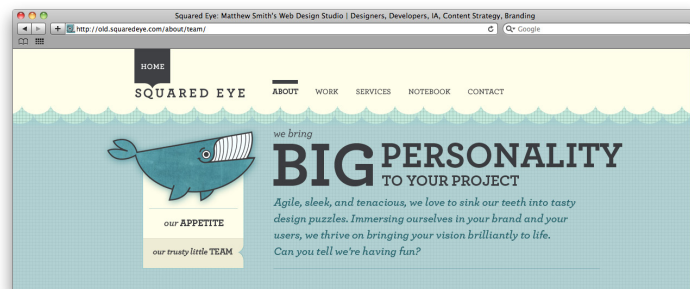 Squared Eye: Matthew Smith's Web Design Studio | Designers, Developers, IA, Content Strategy, Branding
http://old.squaredeye.com/about/team/
Google
HOME
SQUARED EYE
ABOUT WORK SERVICES NOTEBOOK CONTACT
we bring
BIG PERSONALITY
TO YOUR PROJECT
Agile, sleek, and tenacious, we love to sink our teeth into tasty
design puzzles. Immersing ourselves in your brand and your
users, we thrive on bringing your vision brilliantly to life.
Can you tell we're having fun?
our APPETITE
our trusty little TEAM